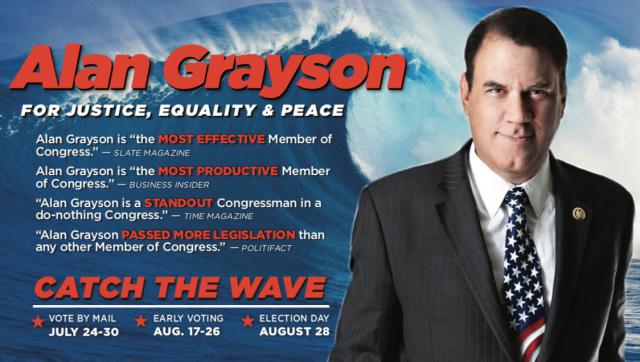 Alan Grayson
FOR JUSTICE, EQUALITY & PEACE
Alan Grayson is “the MOST EFFECTIVE Member of
Congress.” — SLATE MAGAZINE
Alan Grayson is “the MOST PRODUCTIVE Member
of Congress.” — BUSINESS INSIDER
“Alan Grayson is a STANDOUT Congressman in a
do-nothing Congress.” — TIME MAGAZINE
“Alan Grayson PASSED MORE LEGISLATION than
any other Member of Congress.” — POLITIFACT
CATCH THE WAVE
VOTE BY MAIL
JULY 24-30
EARLY VOTING
AUG. 17-26
ELECTION DAY
AUGUST 28